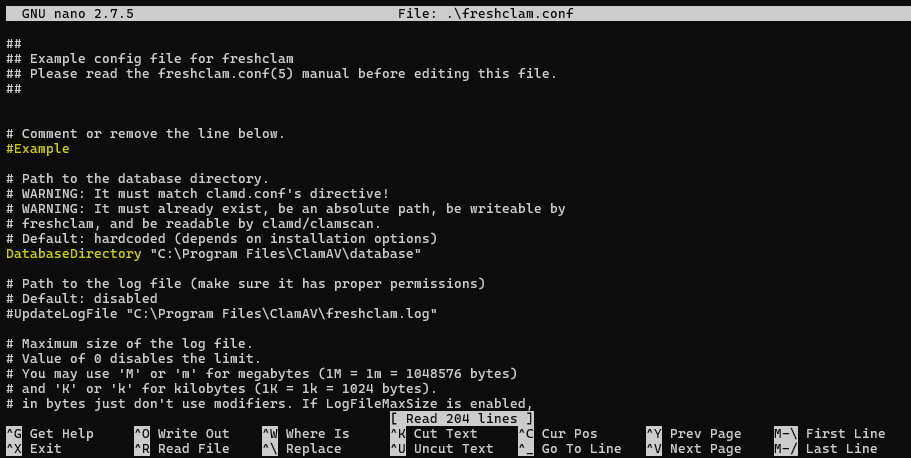 GNU nano 2.7.5 File: .\freshclam.conf
##
## Example config file for freshclam
## Please read the freshclam.conf(5) manual before editing this file.
##
# Comment or remove the line below.
#Example
# Path to the database directory.
# WARNING: It must match clamd.conf's directive!
# WARNING: It must already exist, be an absolute path, be writeable by
# freshclam, and be readable by clamd/clamscan.
# Default: hardcoded (depends on installation options)
DatabaseDirectory "C:\Program Files\ClamAV\database"
# Path to the log file (make sure it has proper permissions)
# Default: disabled
#UpdateLogFile "C:\Program Files\ClamAV\freshclam.log"
# Maximum size of the log file.
# Value of 0 disables the limit.
# You may use 'M' or 'm' for megabytes (1M = 1m = 1048576 bytes)
# and 'K' or 'k' for kilobytes (1K = 1k = 1024 bytes).
# in bytes just don't use modifiers. If LogFileMaxSize is enabled,
[ Read 204 lines ]
^G Get Help ^O Write Out ^W Where Is ^K Cut Text ^C Cur Pos ^Y Prev Page M-\ First Line
^X Exit ^R Read File ^\ Replace ^U Uncut Text ^_ Go To Line ^V Next Page M-/ Last Line